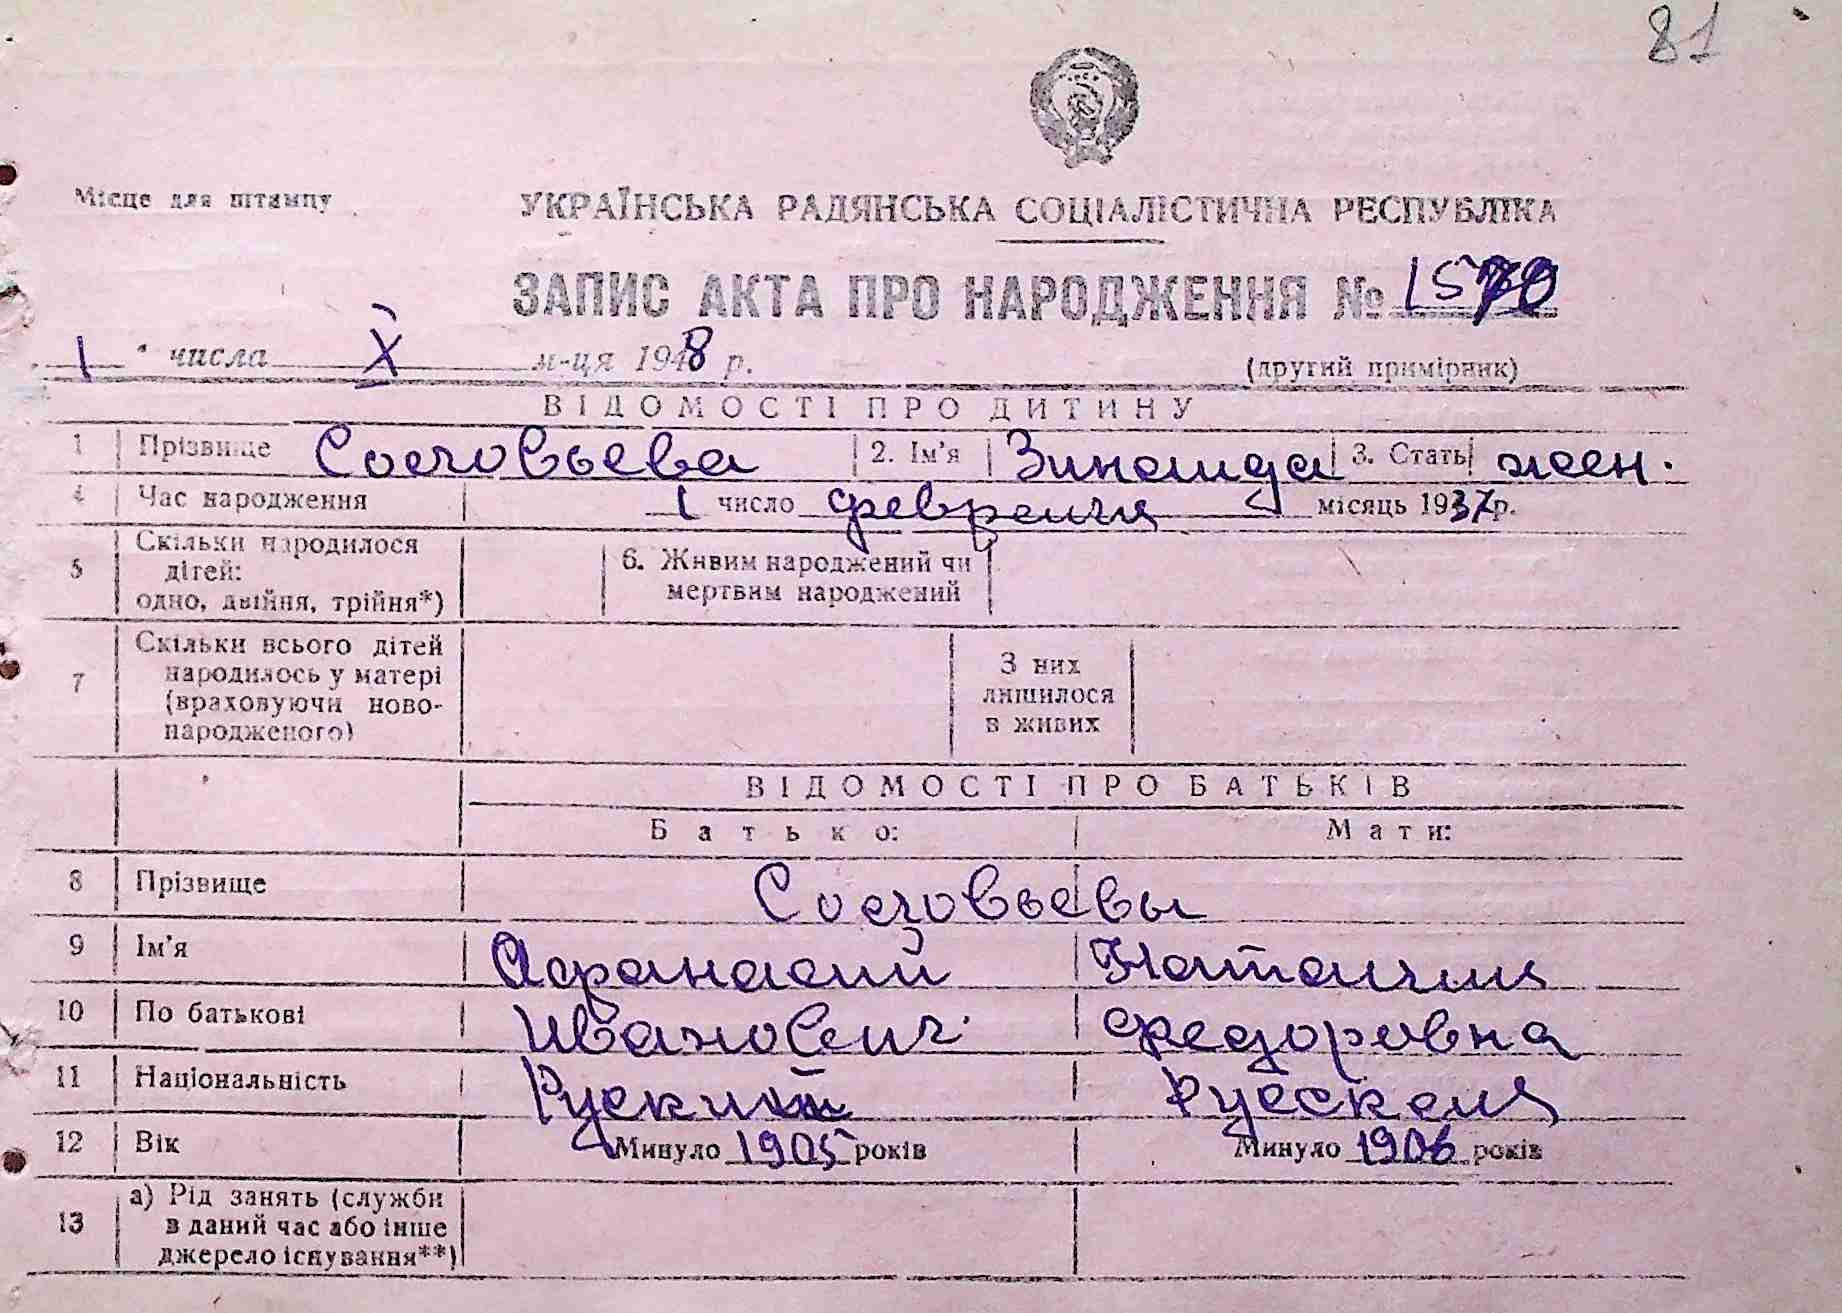 81
Місце для штампу
УКРАЇНСЬКА РАДЯНСЬКА СОЦІАЛІСТИЧНА РЕСПУБЛІКА
ЗАПИС АКТА ПРО НАРОДЖЕННЯ № 1570
1 числа X м-ця 1948 р.
(другий примірник)
ВІДОМОСТІ ПРО ДИТИНУ
1 Прізвище Соловьева 2. Ім'я Зинаида 3. Стать жен.
4 Час народження 1 число февраля місяць 1937 р.
5 Скільки народилося
дітей:
одно, двійня, трійня*)
6. Живим народжений чи
мертвим народжений
7 Скільки всього дітей
народилось у матері
(враховуючи ново-
народженого)
З них
лишилося
в живих
ВІДОМОСТІ ПРО БАТЬКІВ
Батько: Мати:
8 Прізвище Соловьевы
9 Ім'я Афанасий Наталия
10 По батькові Иванович Федоровна
11 Національність Руский Русская
12 Вік Минуло 1905 років Минуло 1906 років
13 а) Рід занять (служби
в даний час або інше
джерело існування**)